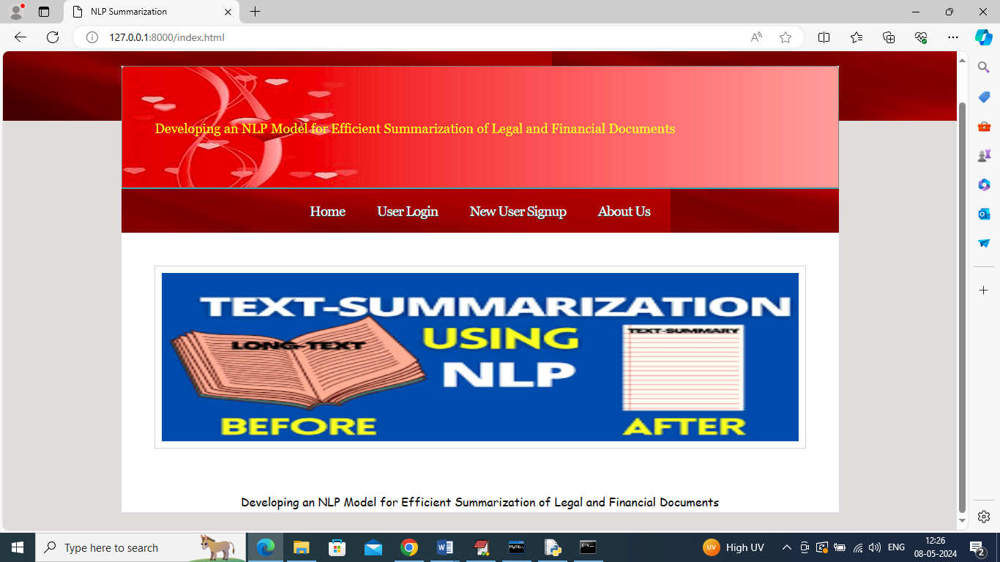 NLP Summarization
127.0.0.1:8000/index.html
Developing an NLP Model for Efficient Summarization of Legal and Financial Documents
Home User Login New User Signup About Us
TEXT-SUMMARIZATION
LONG-TEXT USING TEXT-SUMMARY
NLP
BEFORE AFTER
Developing an NLP Model for Efficient Summarization of Legal and Financial Documents
Type here to search
UV High UV ENG 12:26
08-05-2024 2